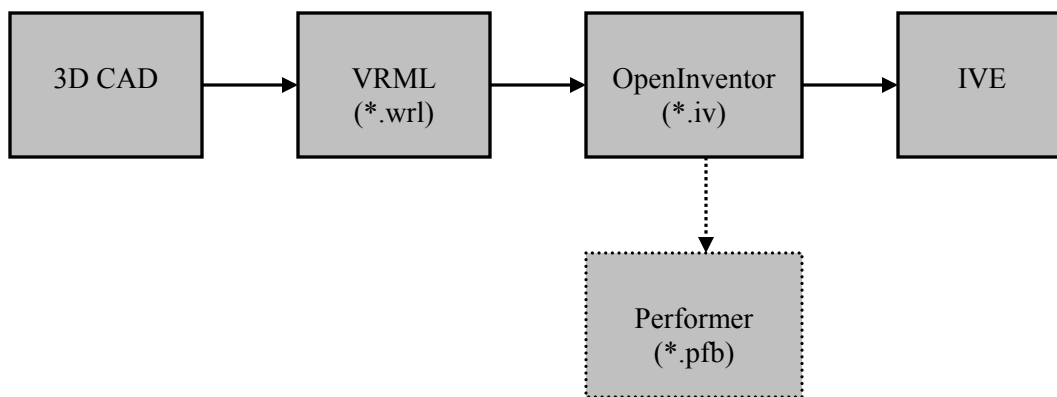 3D CAD
VRML
(*.wrl)
OpenInventor
(*.iv)
IVE
Performer
(*.pfb)